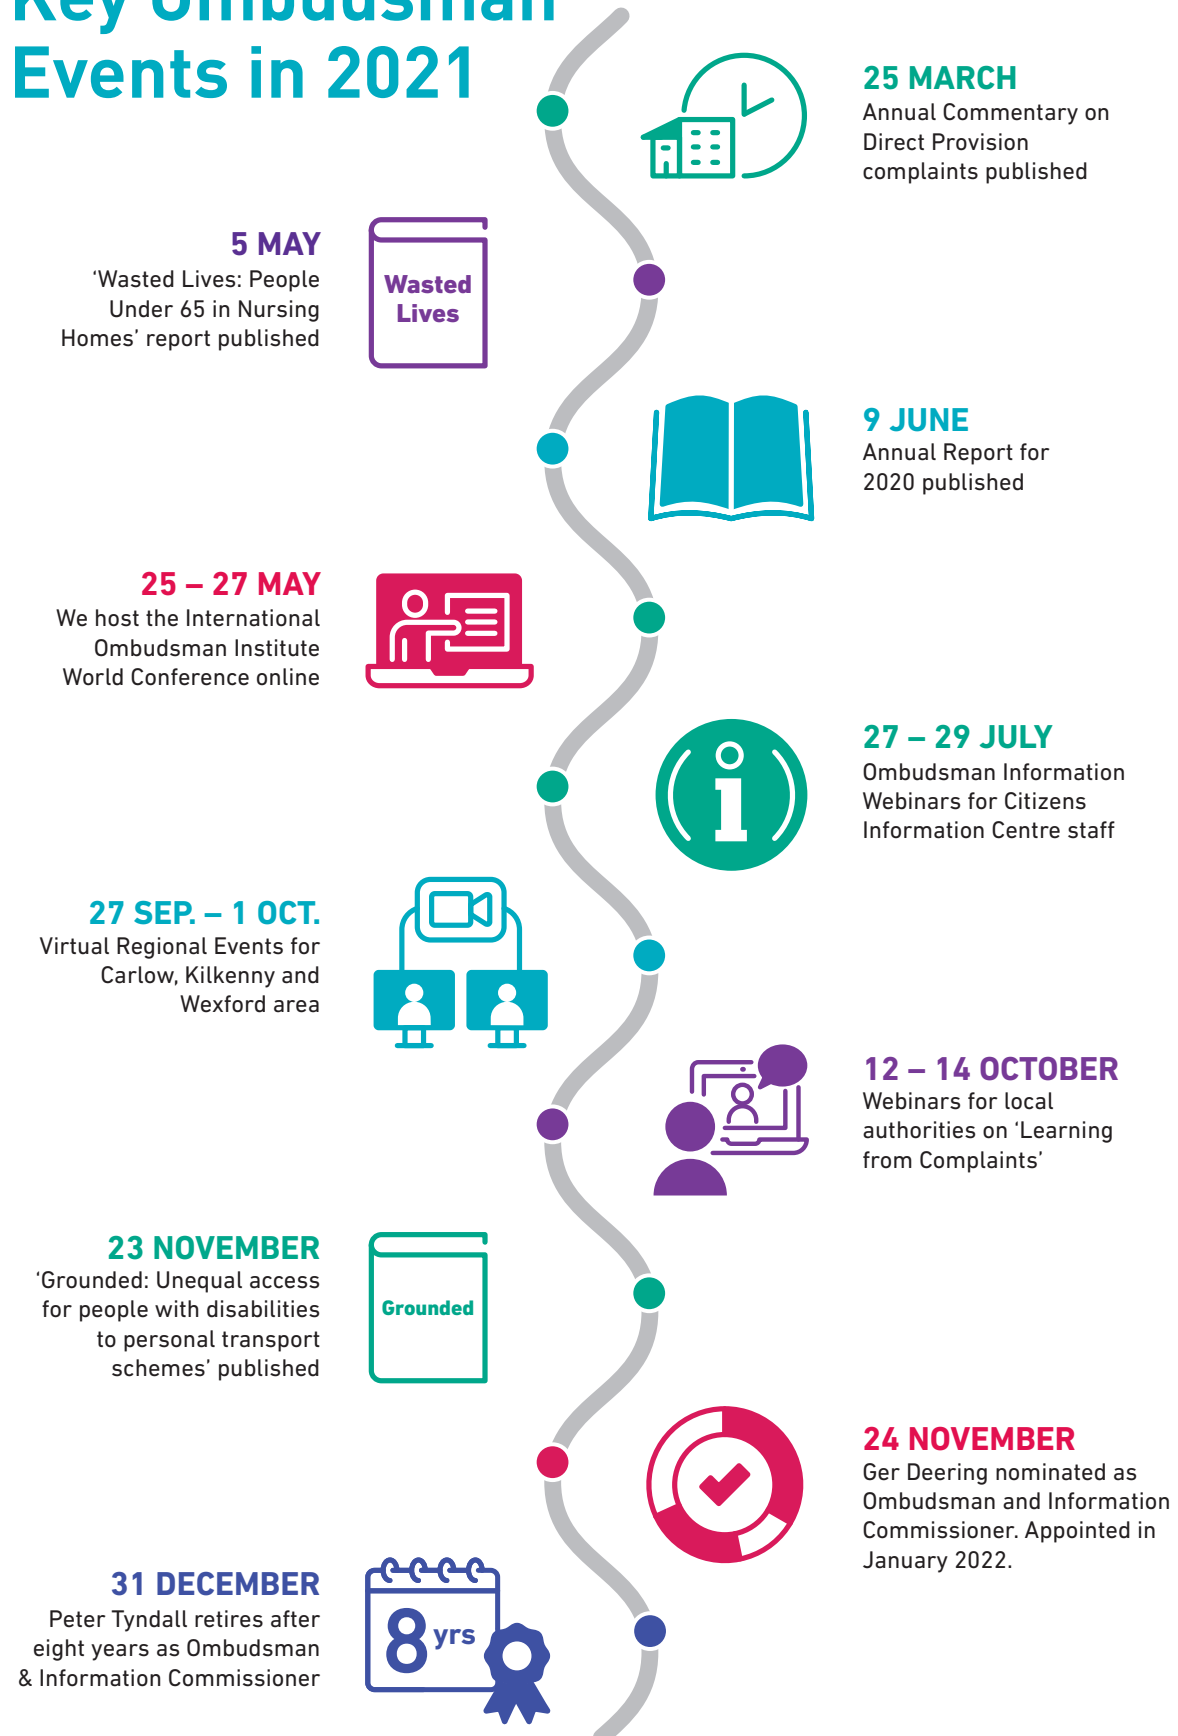 Key Ombudsman
Events in 2021
25 MARCH
Annual Commentary on
Direct Provision
complaints published
5 MAY
‘Wasted Lives: People
Under 65 in Nursing
Homes’ report published
Wasted
Lives
9 JUNE
Annual Report for
2020 published
25 – 27 MAY
We host the International
Ombudsman Institute
World Conference online
27 – 29 JULY
Ombudsman Information
Webinars for Citizens
Information Centre staff
27 SEP. – 1 OCT.
Virtual Regional Events for
Carlow, Kilkenny and
Wexford area
12 – 14 OCTOBER
Webinars for local
authorities on ‘Learning
from Complaints’
23 NOVEMBER
‘Grounded: Unequal access
for people with disabilities
to personal transport
schemes’ published
Grounded
24 NOVEMBER
Ger Deering nominated as
Ombudsman and Information
Commissioner. Appointed in
January 2022.
31 DECEMBER
Peter Tyndall retires after
eight years as Ombudsman
& Information Commissioner
8 yrs